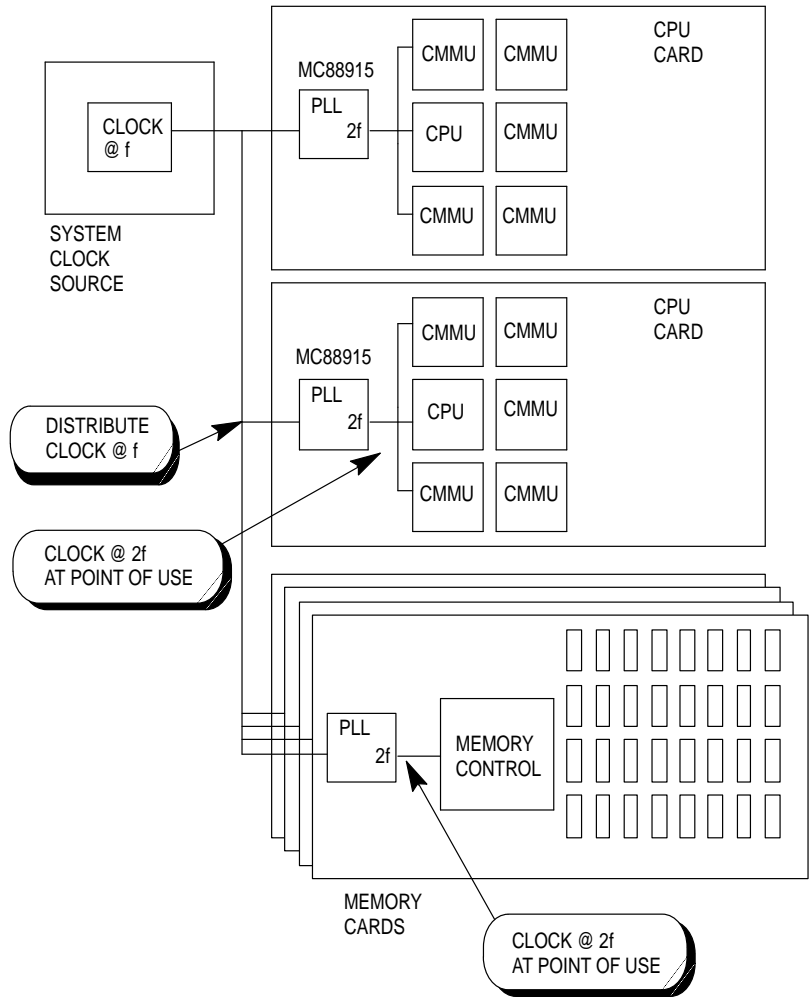 CPU
CARD
MC88915
CMMU
CMMU
PLL
2f
CPU
CMMU
CMMU
CMMU
CLOCK
@ f
SYSTEM
CLOCK
SOURCE
CPU
CARD
MC88915
CMMU
CMMU
PLL
2f
CPU
CMMU
CMMU
CMMU
DISTRIBUTE
CLOCK @ f
CLOCK @ 2f
AT POINT OF USE
PLL
2f
MEMORY
CONTROL
MEMORY
CARDS
CLOCK @ 2f
AT POINT OF USE